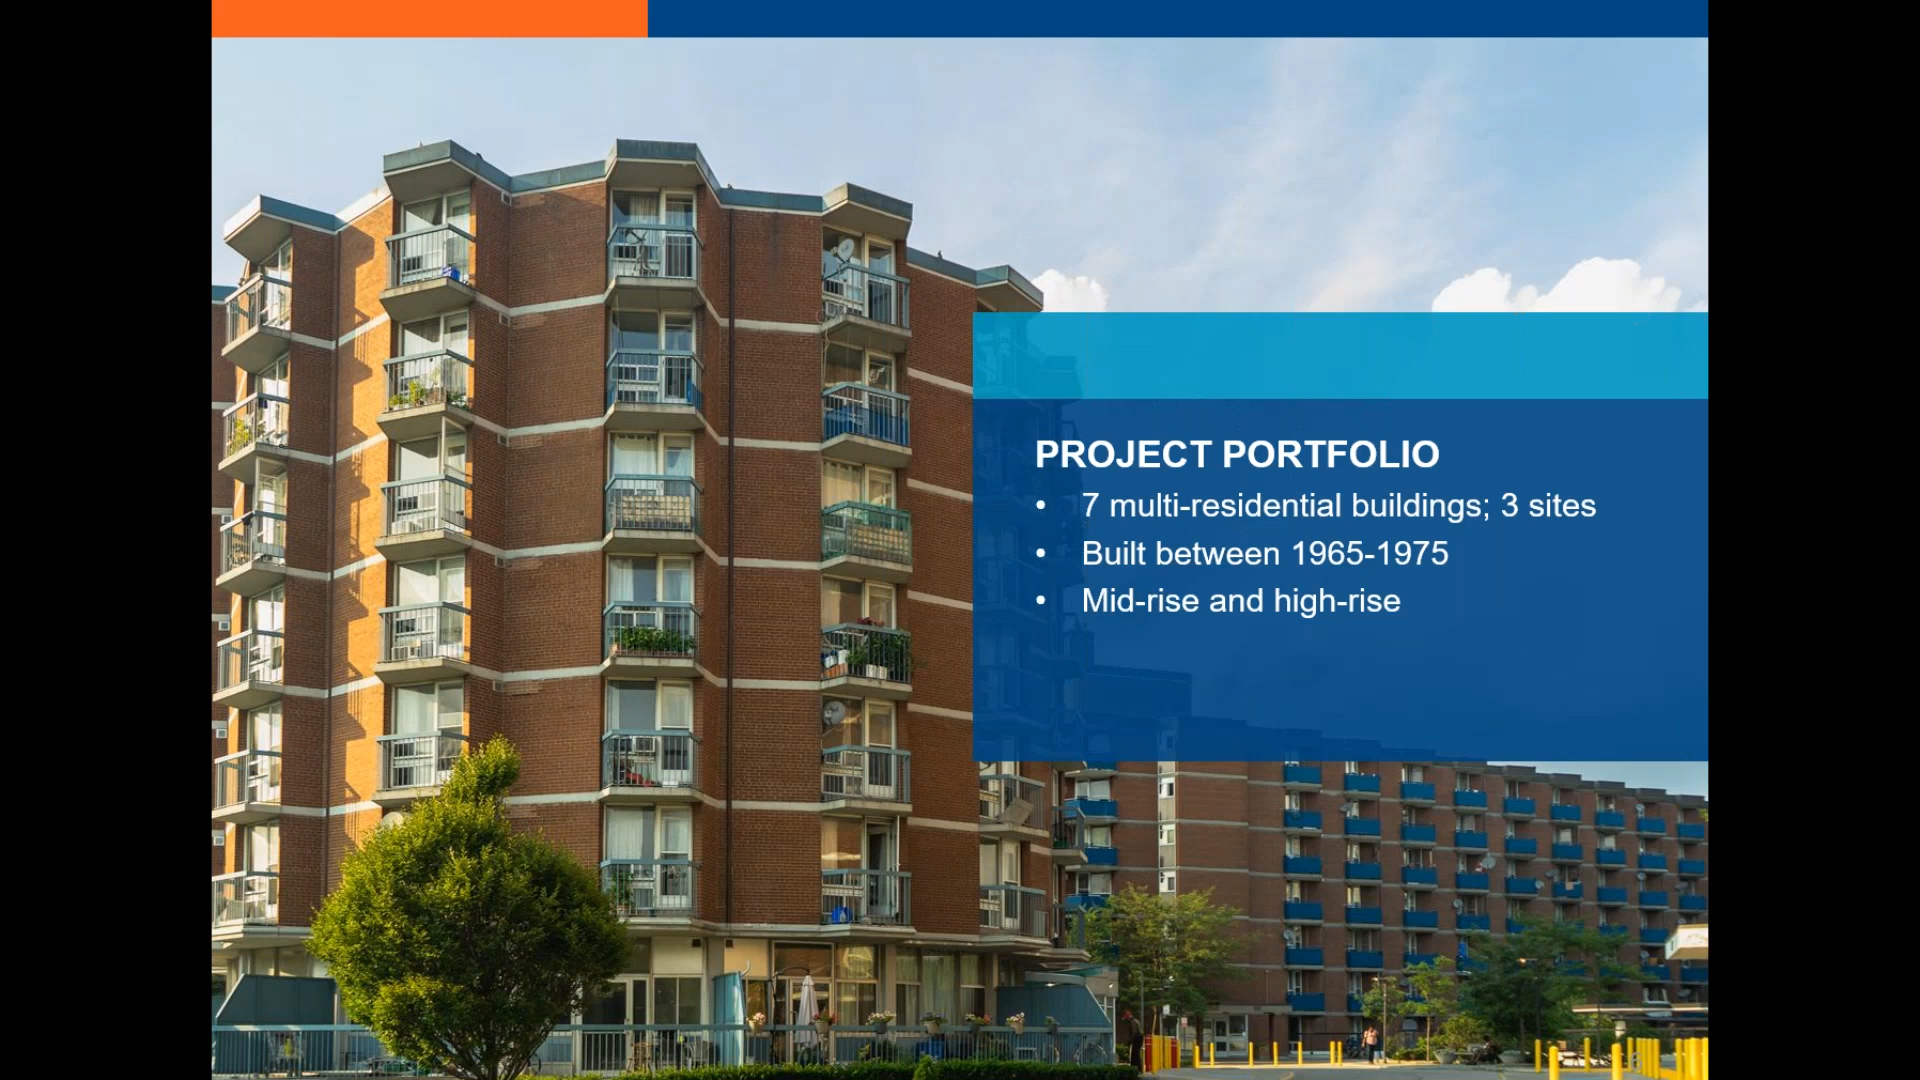 PROJECT PORTFOLIO
• 7 multi-residential buildings; 3 sites
• Built between 1965-1975
• Mid-rise and high-rise